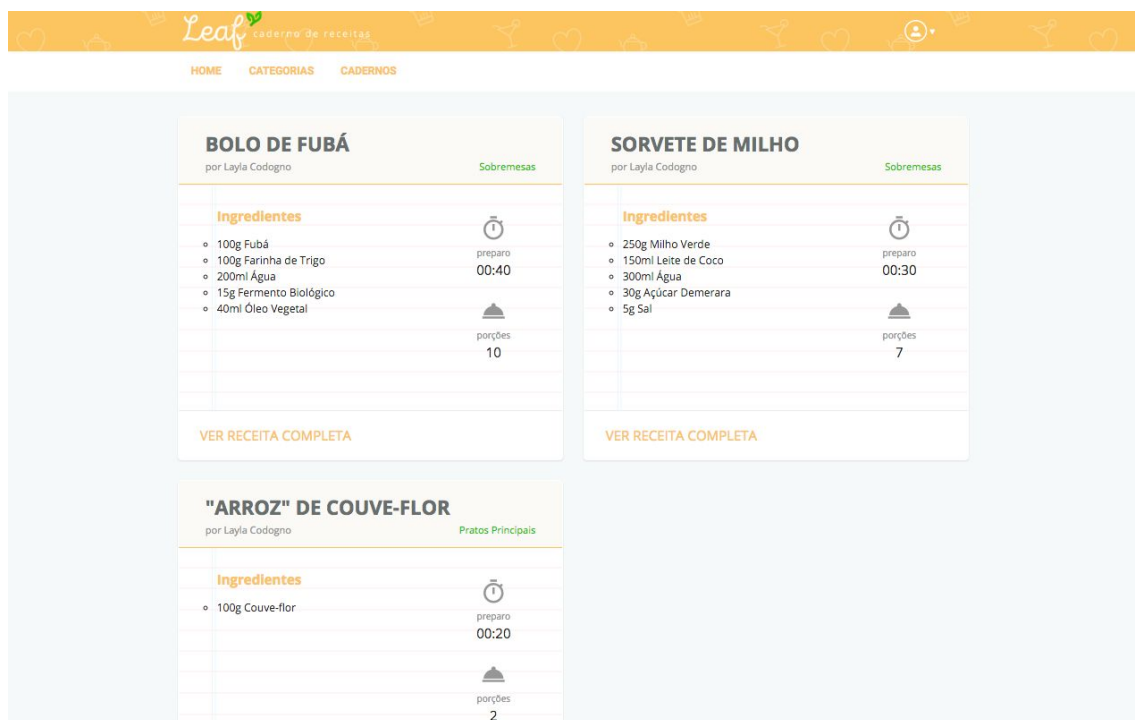 Leaf caderno de receitas
HOME CATEGORIAS CADERNOS
BOLO DE FUBÁ
por Layla Codogno Sobremesas
Ingredientes
100g Fubá
100g Farinha de Trigo
200ml Água
15g Fermento Biológico
40ml Óleo Vegetal
preparo
00:40
porções
10
VER RECEITA COMPLETA
SORVETE DE MILHO
por Layla Codogno Sobremesas
Ingredientes
250g Milho Verde
150ml Leite de Coco
300ml Água
30g Açúcar Demerara
5g Sal
preparo
00:30
porções
7
VER RECEITA COMPLETA
"ARROZ" DE COUVE-FLOR
por Layla Codogno Pratos Principais
Ingredientes
100g Couve-flor
preparo
00:20
porções
2